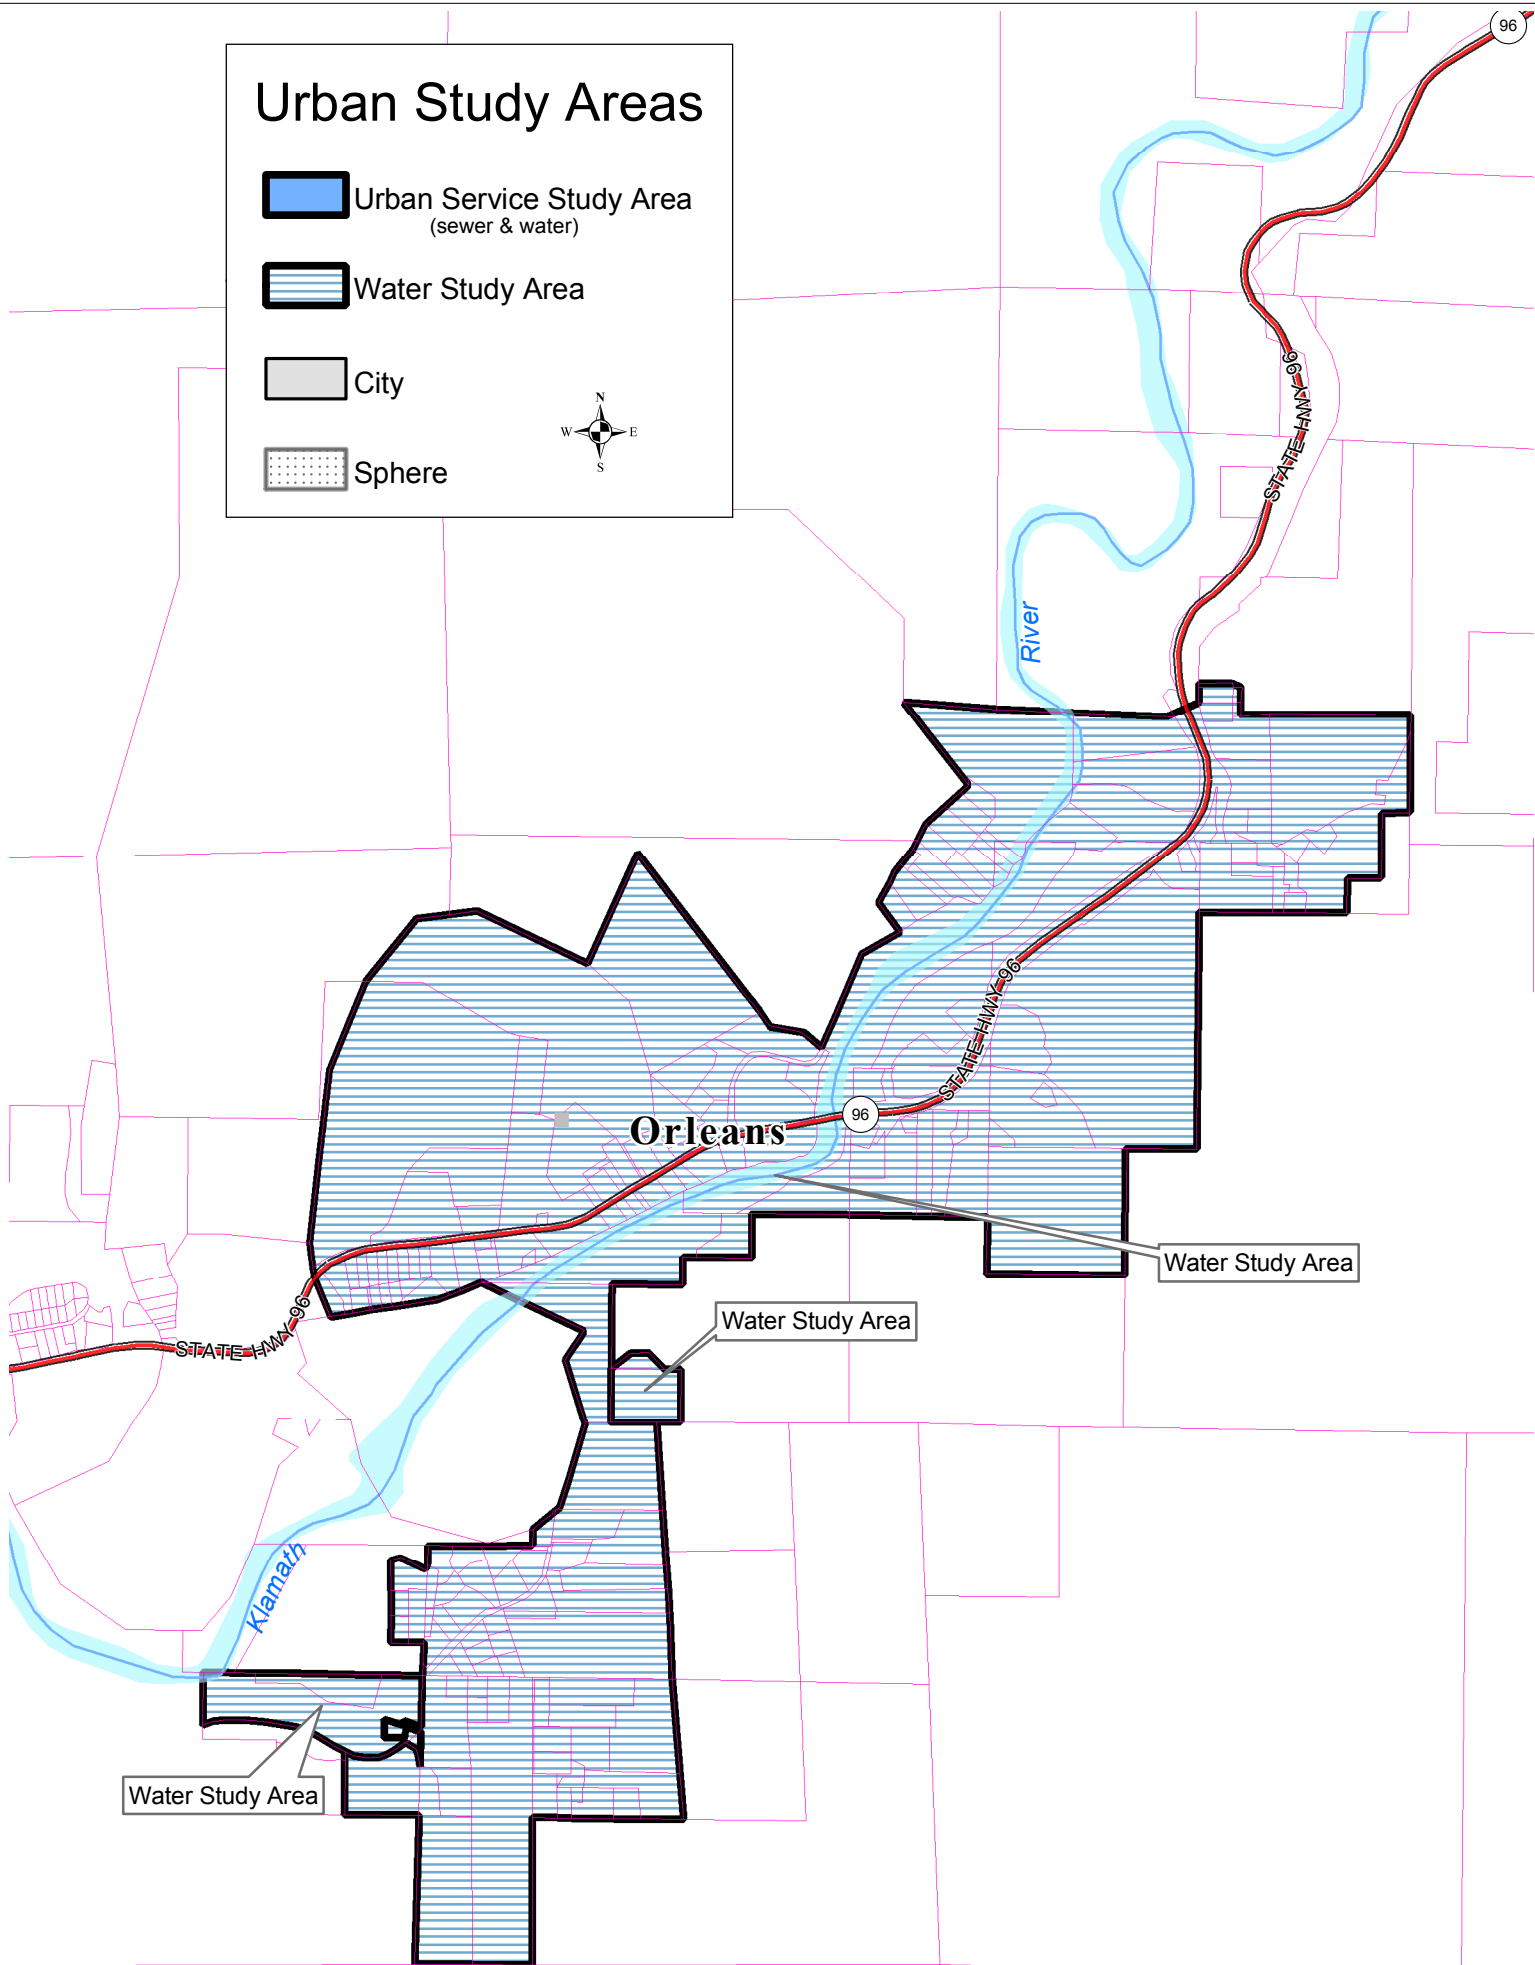 96
Urban Study Areas
Urban Service Study Area
(sewer & water)
Water Study Area
City
Sphere
N
W E
S
STATE HWY 96
River
STATE HWY 96
96
Orleans
Water Study Area
Water Study Area
STATE HWY 96
Klamath
Water Study Area